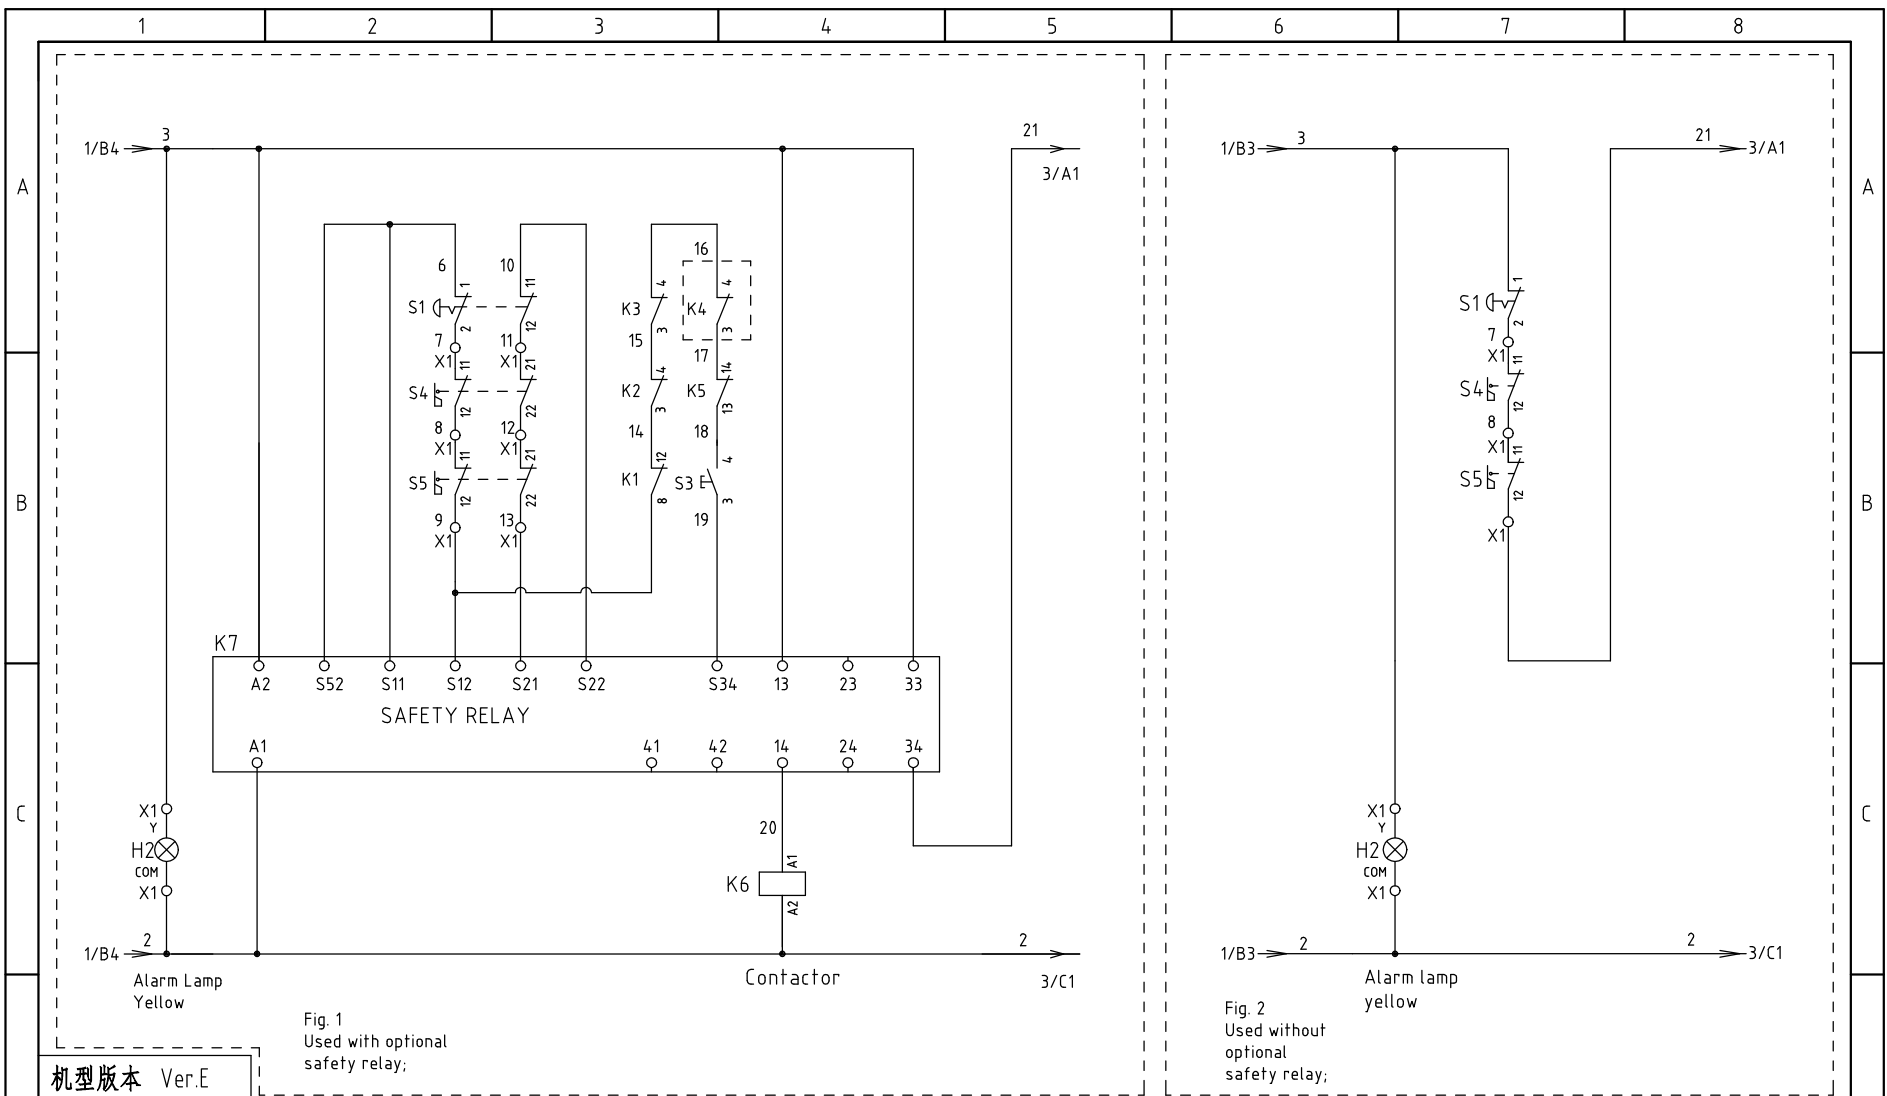 1 2 3 4 5 6 7 8
A A
B B
C C
1/B4 3
21
3/A1
6 10 16
S1 1 2 11 12
K3 4 3
K4 4 3
7 11 15 17
X1 X1
S4 11 12 21 22
K2 4 3
K5 14 13
8 12 14 18
X1 X1
S5 11 12 21 22
K1 12 8
S3 4 3
9 13 19
X1 X1
K7
A2 S52 S11 S12 S21 S22 S34 13 23 33
SAFETY RELAY
A1 41 42 14 24 34
X1
Y
H2
COM
X1
20
A1
K6
A2
1/B4 2
2
3/C1
Alarm Lamp
Yellow
Contactor
Fig. 1
Used with optional
safety relay;
机型版本 Ver.E
1/B3 3
21 3/A1
S1 1 2
7
X1
S4 11 12
8
X1
S5 11 12
X1
X1
Y
H2
COM
X1
1/B3 2
2 3/C1
Alarm lamp
yellow
Fig. 2
Used without
optional
safety relay;